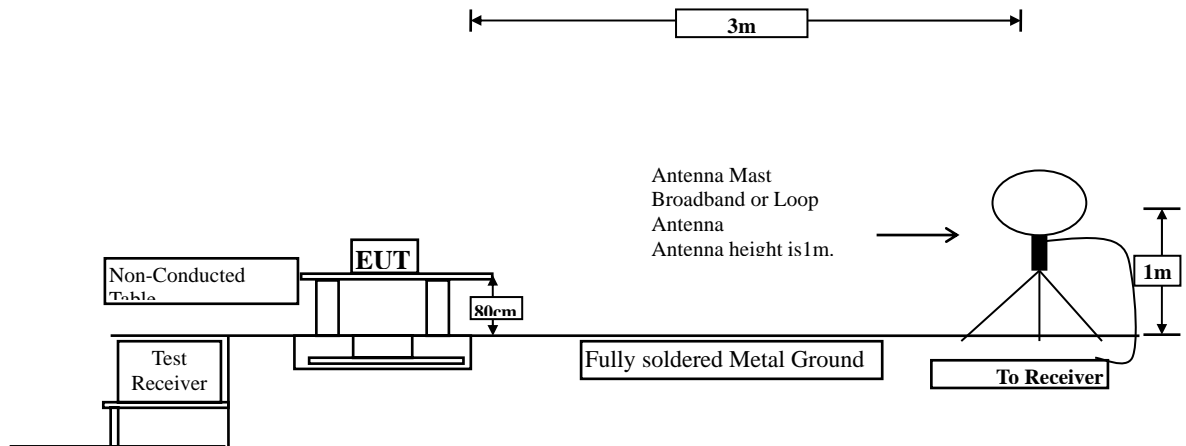 3m
Antenna Mast
Broadband or Loop
Antenna
Antenna height is1m.
EUT
Non-Conducted
Table
80cm
1m
Test
Receiver
Fully soldered Metal Ground
To Receiver